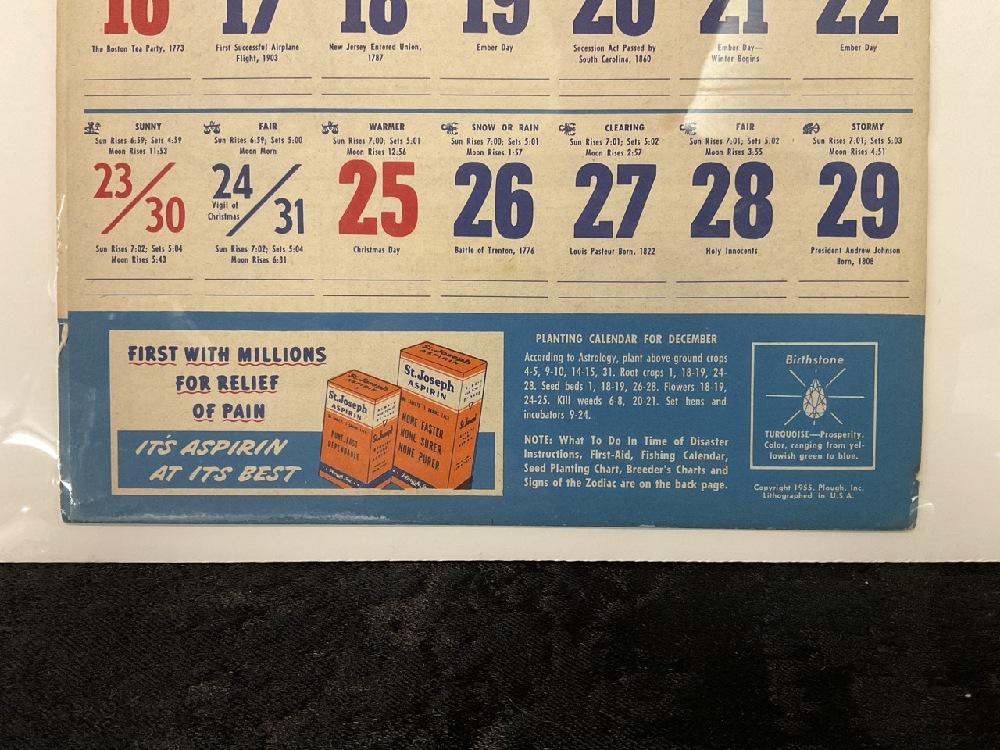 16 17 18 19 20 21 22
The Boston Tea Party, 1773
First Successful Airplane
Flight, 1903
New Jersey Entered Union,
1787
Ember Day
Secession Act Passed by
South Carolina, 1860
Ember Day—
Winter Begins
Ember Day
SUNNY
Sun Rises 6:59; Sets 4:59
Moon Rises 11:53
23/30
Sun Rises 7:02; Sets 5:04
Moon Rises 5:43
FAIR
Sun Rises 6:59; Sets 5:00
Moon Morn
24/31
Vigil of
Christmas
Sun Rises 7:02; Sets 5:04
Moon Rises 6:31
WARMER
Sun Rises 7:00; Sets 5:01
Moon Rises 12:56
25
Christmas Day
SNOW OR RAIN
Sun Rises 7:00; Sets 5:01
Moon Rises 1:57
26
Battle of Trenton, 1776
CLEARING
Sun Rises 7:01; Sets 5:02
Moon Rises 2:57
27
Louis Pasteur Born, 1822
FAIR
Sun Rises 7:01; Sets 5:02
Moon Rises 3:55
28
Holy Innocents
STORMY
Sun Rises 7:01; Sets 5:03
Moon Rises 4:51
29
President Andrew Johnson
Born, 1808
FIRST WITH MILLIONS
FOR RELIEF
OF PAIN
IT'S ASPIRIN
AT ITS BEST
St. Joseph
ASPIRIN
PURE-FAST
DEPENDABLE
St. Joseph
ASPIRIN
St. Joseph
ASPIRIN
NONE FASTER
NONE SURER
NONE PURER
PLANTING CALENDAR FOR DECEMBER
According to Astrology, plant above ground crops
4-5, 9-10, 14-15, 31. Root crops 1, 18-19, 24-
28. Seed beds 1, 18-19, 26-28. Flowers 18-19,
24-25. Kill weeds 6-8, 20-21. Set hens and
incubators 9-24.
NOTE: What To Do In Time of Disaster
Instructions, First-Aid, Fishing Calendar,
Seed Planting Chart, Breeder's Charts and
Signs of the Zodiac are on the back page.
Birthstone
TURQUOISE—Prosperity.
Color, ranging from yel-
lowish green to blue.
Copyright 1955, Plough, Inc.
Lithographed in U.S.A.